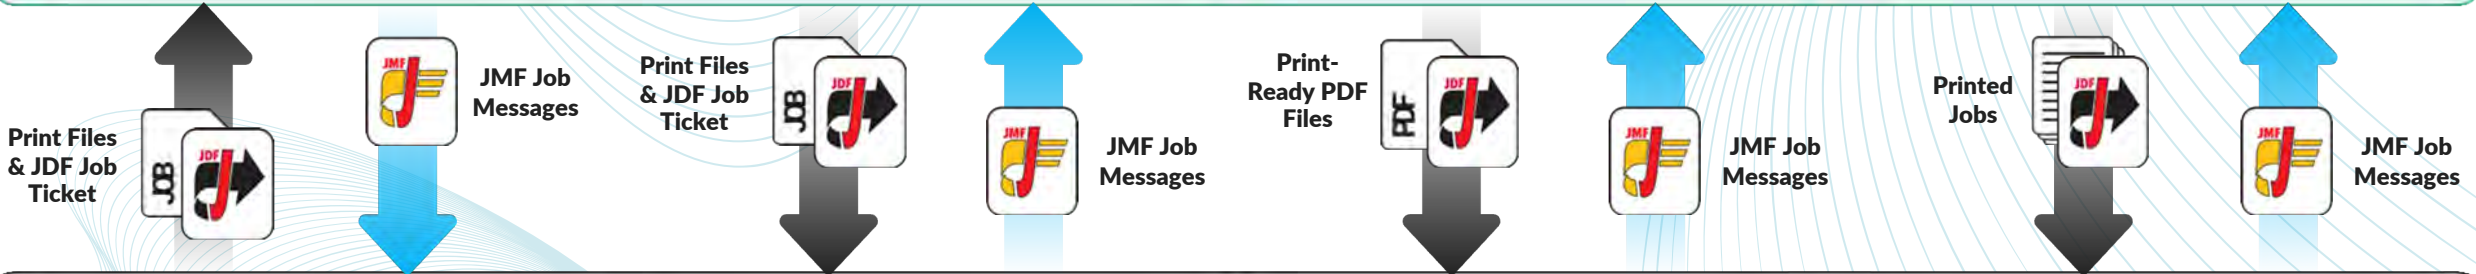 Print Files
& JDF Job
Ticket
JOB
JDF
JMF
JMF Job
Messages
Print Files
& JDF Job
Ticket
JOB
JDF
JMF
JMF Job
Messages
Print-
Ready PDF
Files
PDF
JDF
JMF
JMF Job
Messages
Printed
Jobs
JDF
JMF
JMF Job
Messages